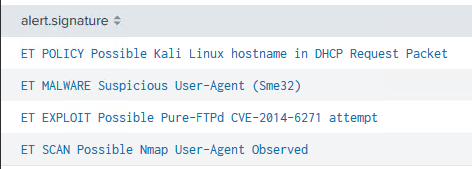 alert.signature
ET POLICY Possible Kali Linux hostname in DHCP Request Packet
ET MALWARE Suspicious User-Agent (Sme32)
ET EXPLOIT Possible Pure-FTPd CVE-2014-6271 attempt
ET SCAN Possible Nmap User-Agent Observed